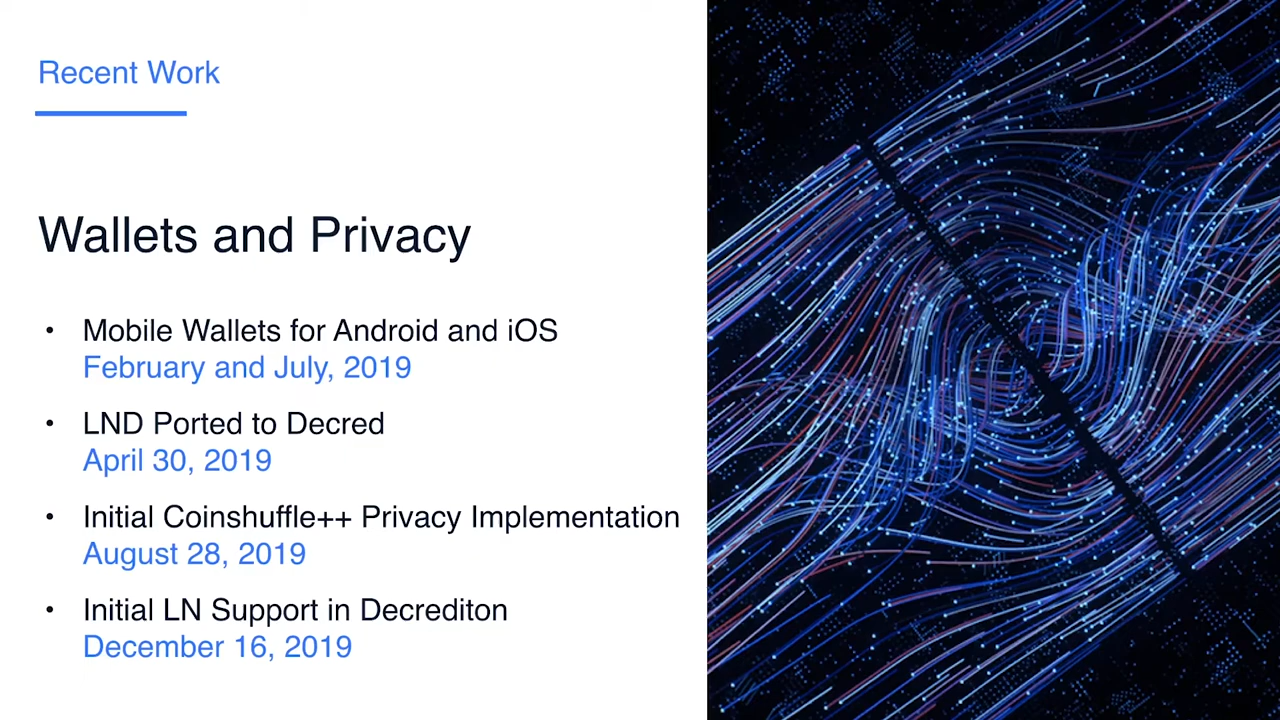 Recent Work
Wallets and Privacy
• Mobile Wallets for Android and iOS
February and July, 2019
• LND Ported to Decred
April 30, 2019
• Initial Coinshuffle++ Privacy Implementation
August 28, 2019
• Initial LN Support in Decrediton
December 16, 2019